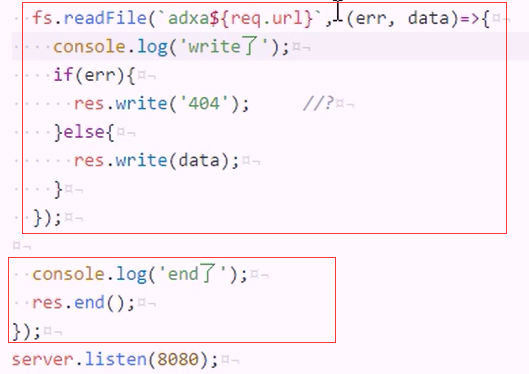 fs.readFile(`adxa${req.url}`, (err, data)=>{
console.log('write了');
if(err){
res.write('404'); //?
}else{
res.write(data);
}
});
console.log('end了');
res.end();
});
server.listen(8080);